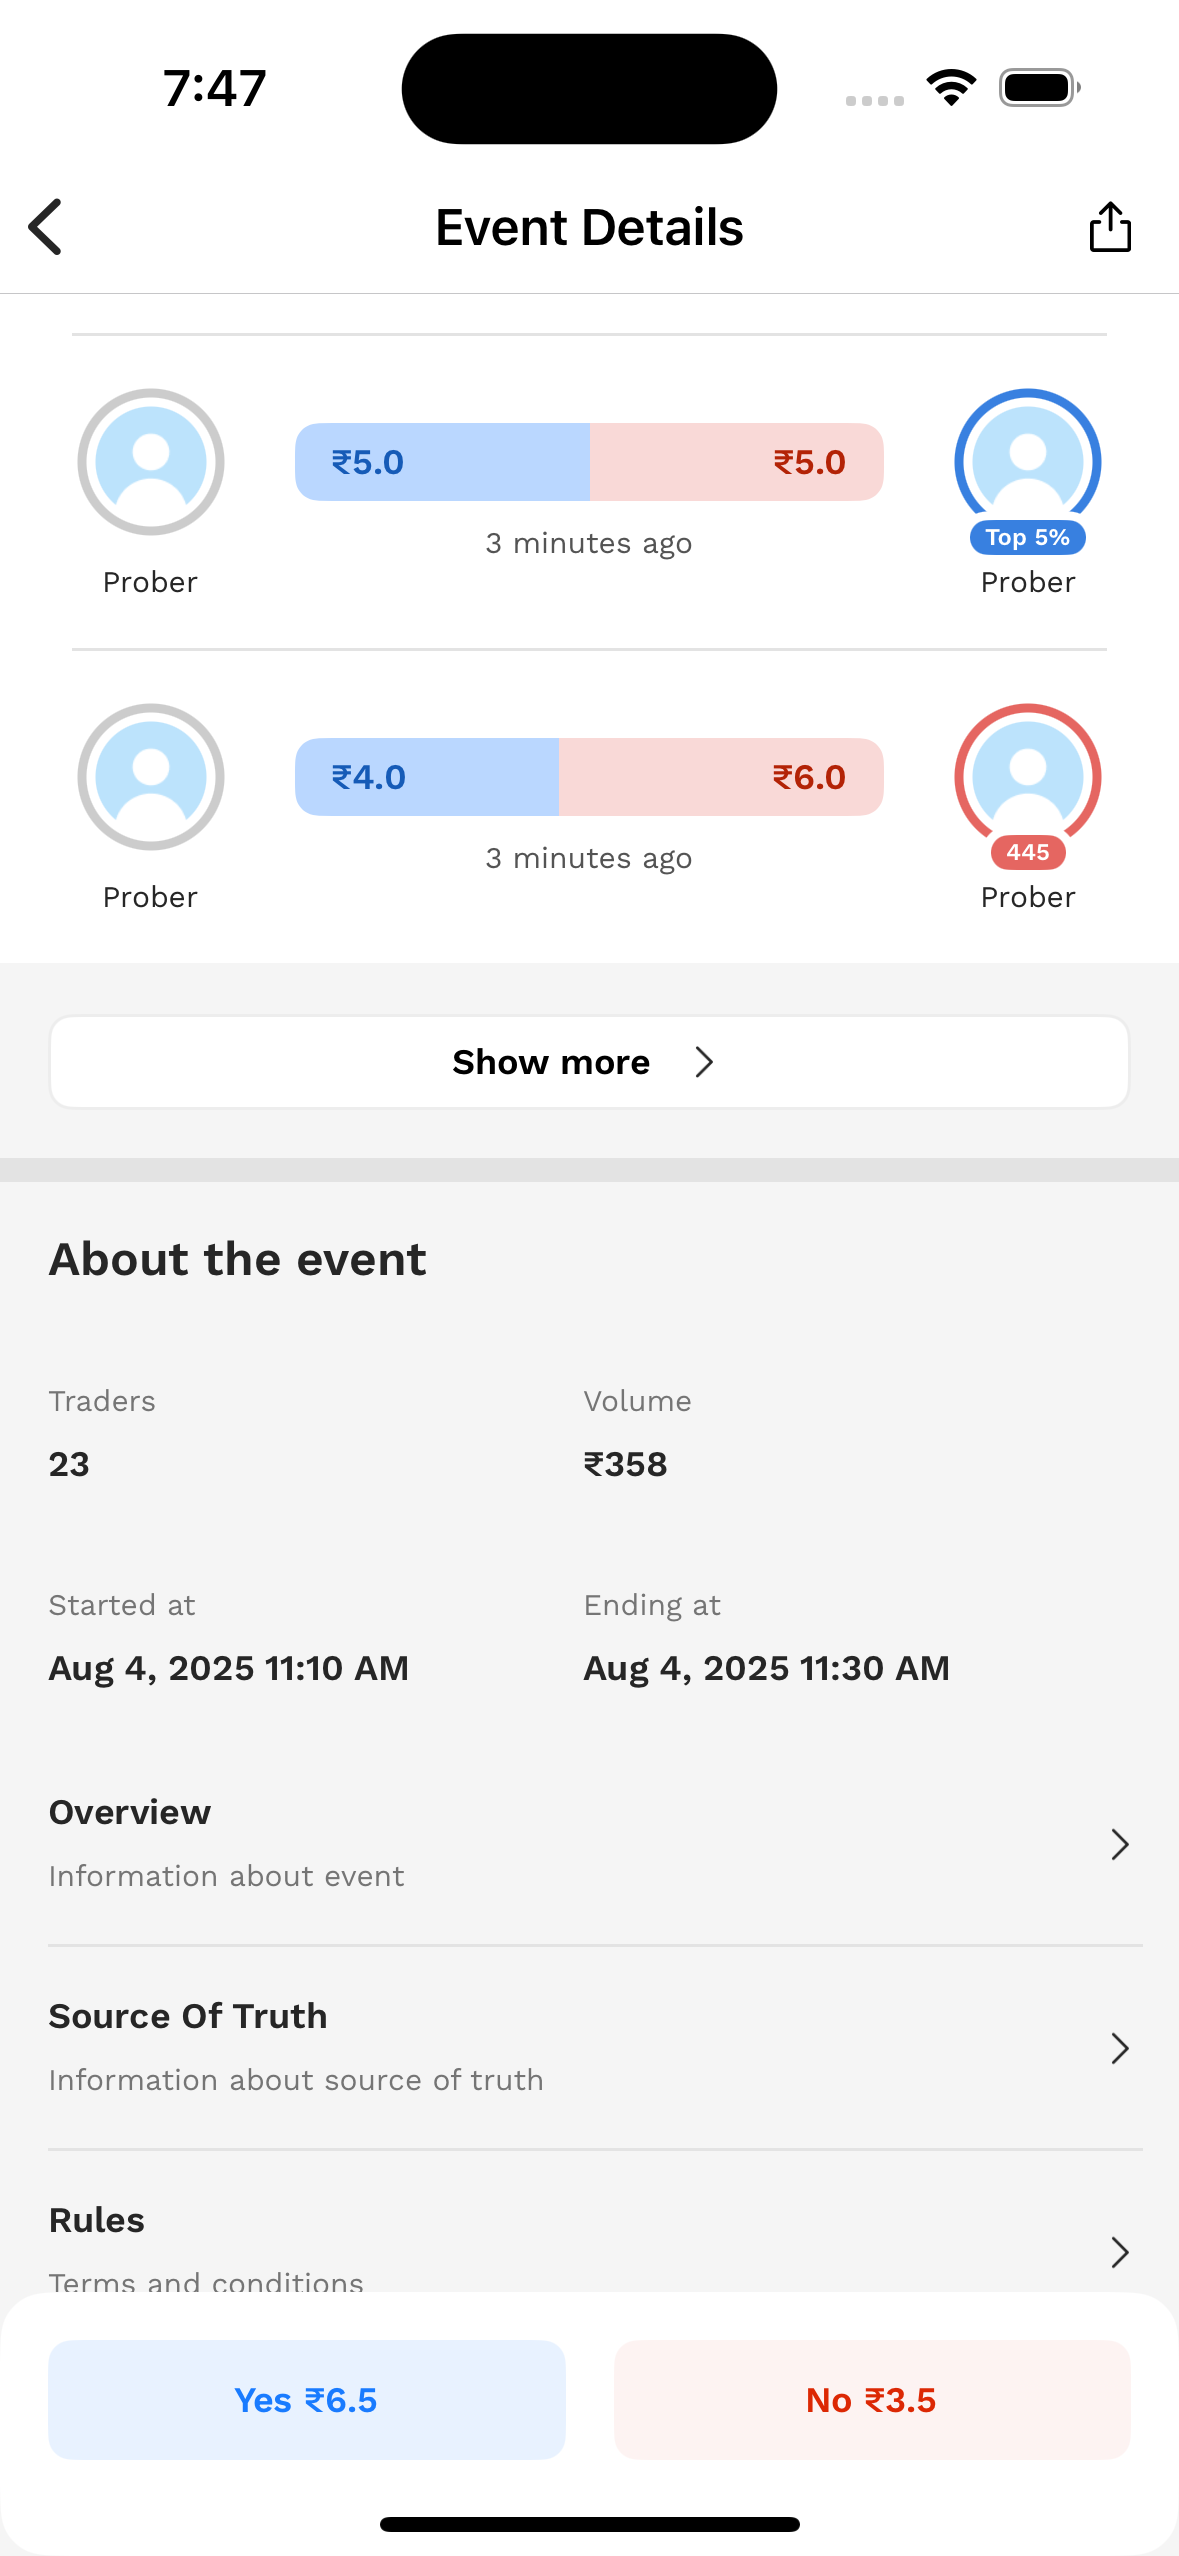 7:47
Event Details
₹5.0 ₹5.0
3 minutes ago
Top 5%
Prober Prober
₹4.0 ₹6.0
3 minutes ago
445
Prober Prober
Show more
About the event
Traders Volume
23 ₹358
Started at Ending at
Aug 4, 2025 11:10 AM Aug 4, 2025 11:30 AM
Overview
Information about event
Source Of Truth
Information about source of truth
Rules
Terms and conditions
Yes ₹6.5 No ₹3.5